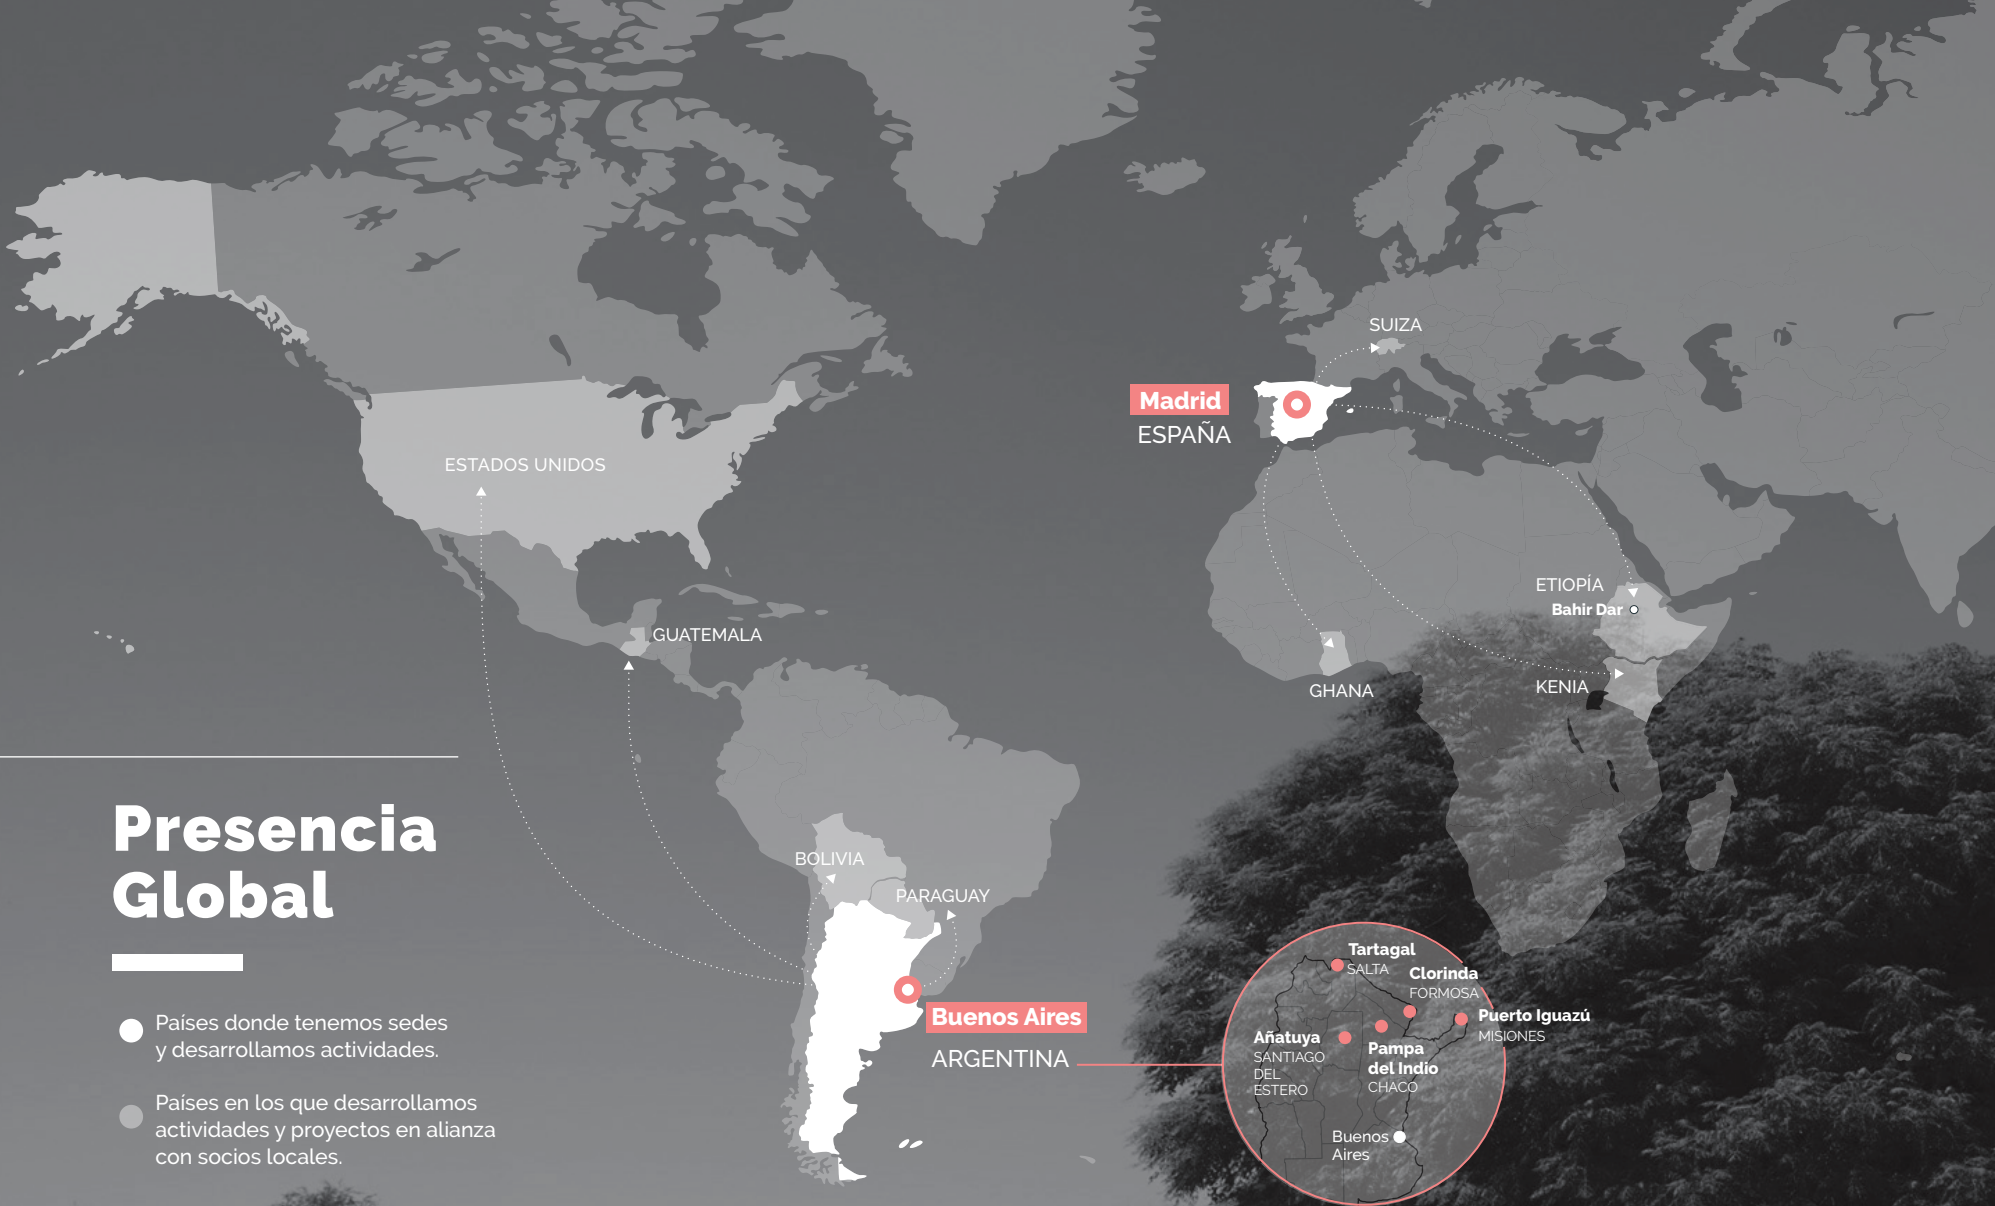 SUIZA
Madrid
ESPAÑA
ESTADOS UNIDOS
ETIOPÍA
Bahir Dar
GUATEMALA
GHANA
KENIA
Presencia
Global
BOLIVIA
PARAGUAY
Buenos Aires
ARGENTINA
Países donde tenemos sedes
y desarrollamos actividades.
Países en los que desarrollamos
actividades y proyectos en alianza
con socios locales.
Tartagal
SALTA
Clorinda
FORMOSA
Puerto Iguazú
MISIONES
Añatuya
SANTIAGO
DEL
ESTERO
Pampa
del Indio
CHACO
Buenos
Aires